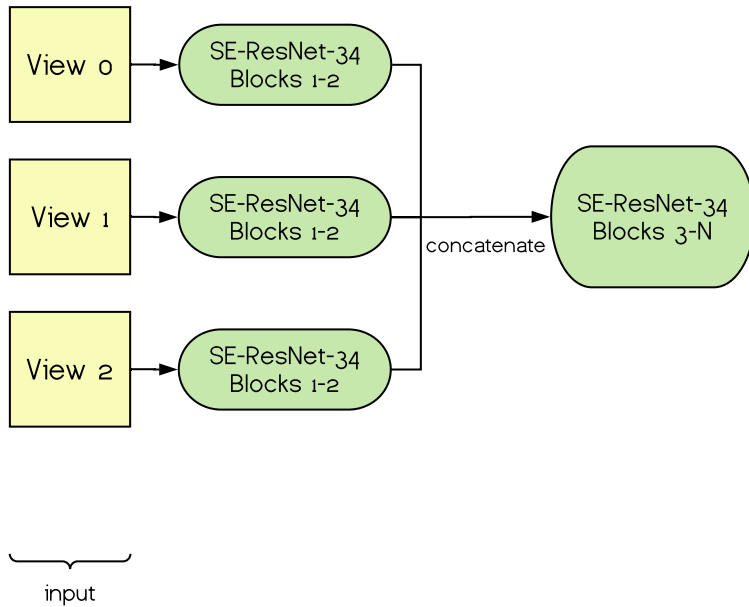 View 0
SE-ResNet-34
Blocks 1-2
View 1
SE-ResNet-34
Blocks 1-2
SE-ResNet-34
Blocks 3-N
concatenate
View 2
SE-ResNet-34
Blocks 1-2
input